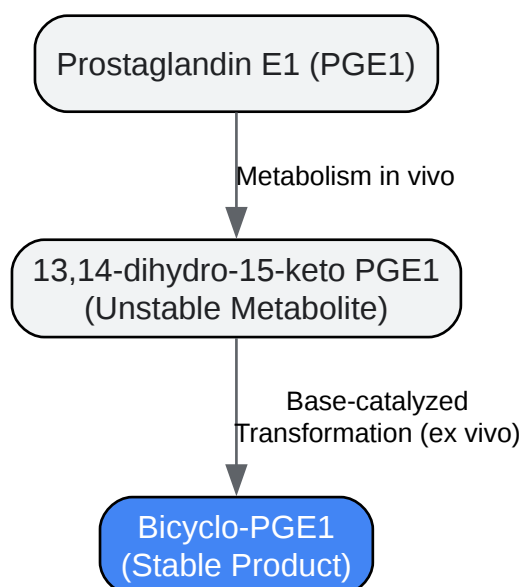 Prostaglandin E1 (PGE1)
Metabolism in vivo
13,14-dihydro-15-keto PGE1
(Unstable Metabolite)
Base-catalyzed
Transformation (ex vivo)
Bicyclo-PGE1
(Stable Product)